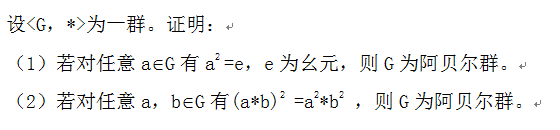 设<G，*>为一群。证明：
（1）若对任意 a∈G 有 a²=e，e 为幺元，则 G 为阿贝尔群。
（2）若对任意 a，b∈G 有(a*b)² =a²*b² ，则 G 为阿贝尔群。